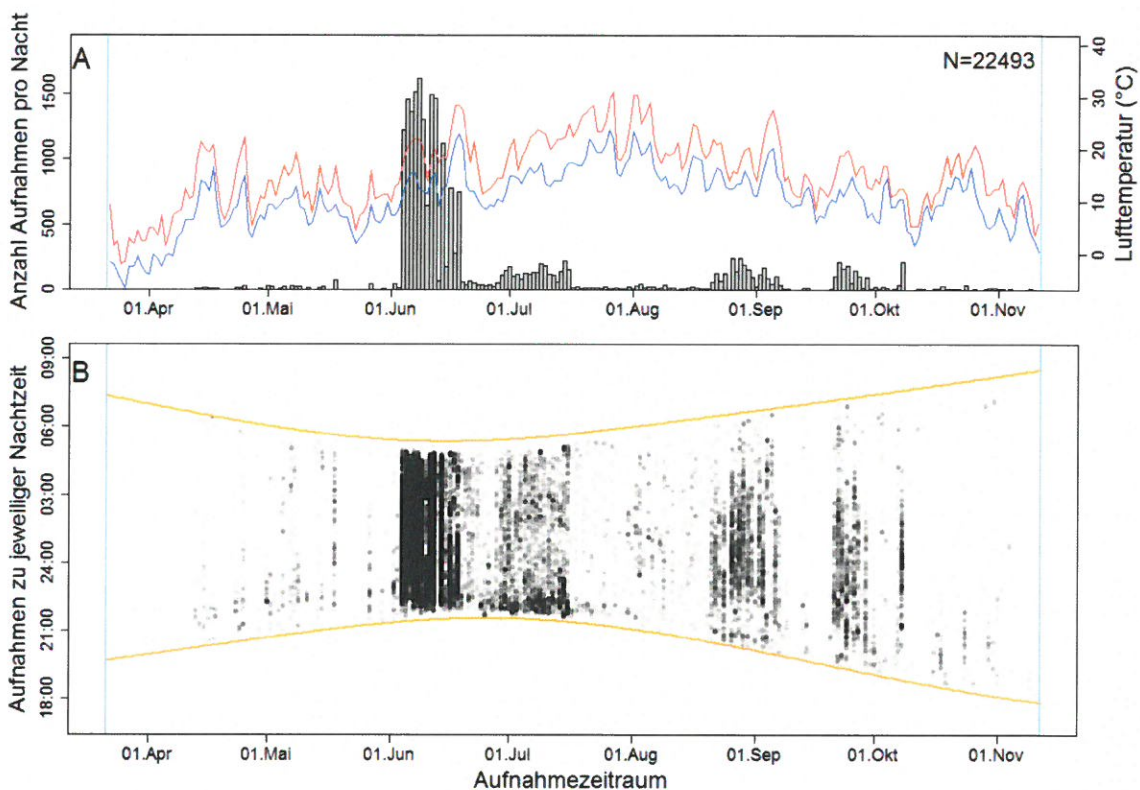 A
N=22493
Anzahl Aufnahmen pro Nacht
1500
1000
500
0
Lufttemperatur (°C)
40
30
20
10
0
01.Apr 01.Mai 01.Jun 01.Jul 01.Aug 01.Sep 01.Okt 01.Nov
B
Aufnahmen zu jeweiliger Nachtzeit
09:00
06:00
03:00
24:00
21:00
18:00
01.Apr 01.Mai 01.Jun 01.Jul 01.Aug 01.Sep 01.Okt 01.Nov
Aufnahmezeitraum